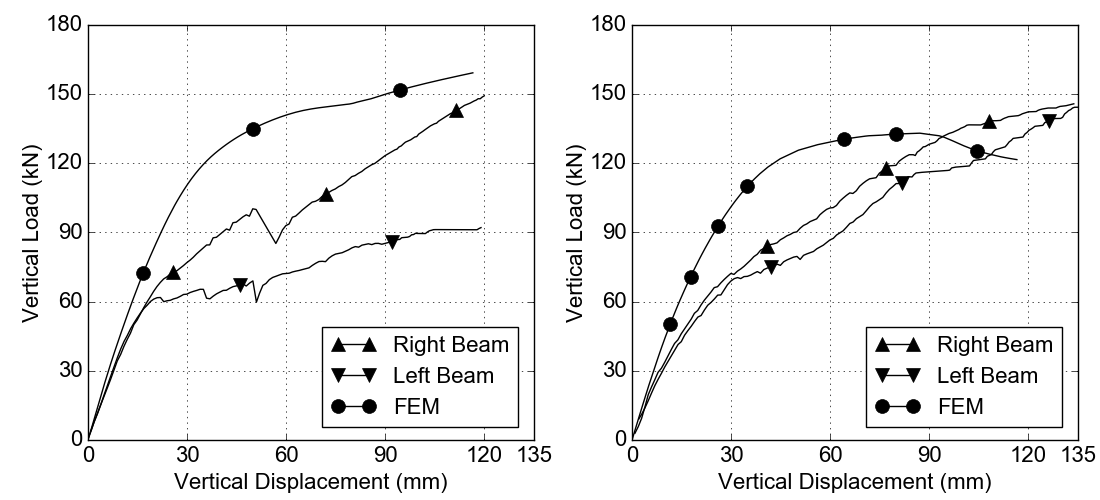 180
150
120
90
60
30
0
Vertical Load (kN)
0 30 60 90 120 135
Vertical Displacement (mm)
Right Beam
Left Beam
FEM
180
150
120
90
60
30
0
Vertical Load (kN)
0 30 60 90 120 135
Vertical Displacement (mm)
Right Beam
Left Beam
FEM